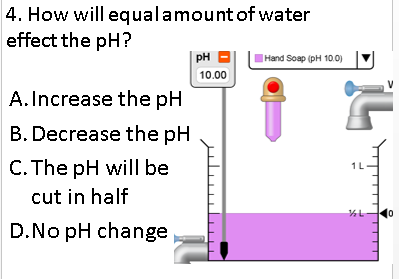 4. How will equal amount of water
effect the pH?
pH
Hand Soap (pH 10.0)
10.00
A. Increase the pH
B. Decrease the pH
C. The pH will be
cut in half
D. No pH change
1 L
½ L